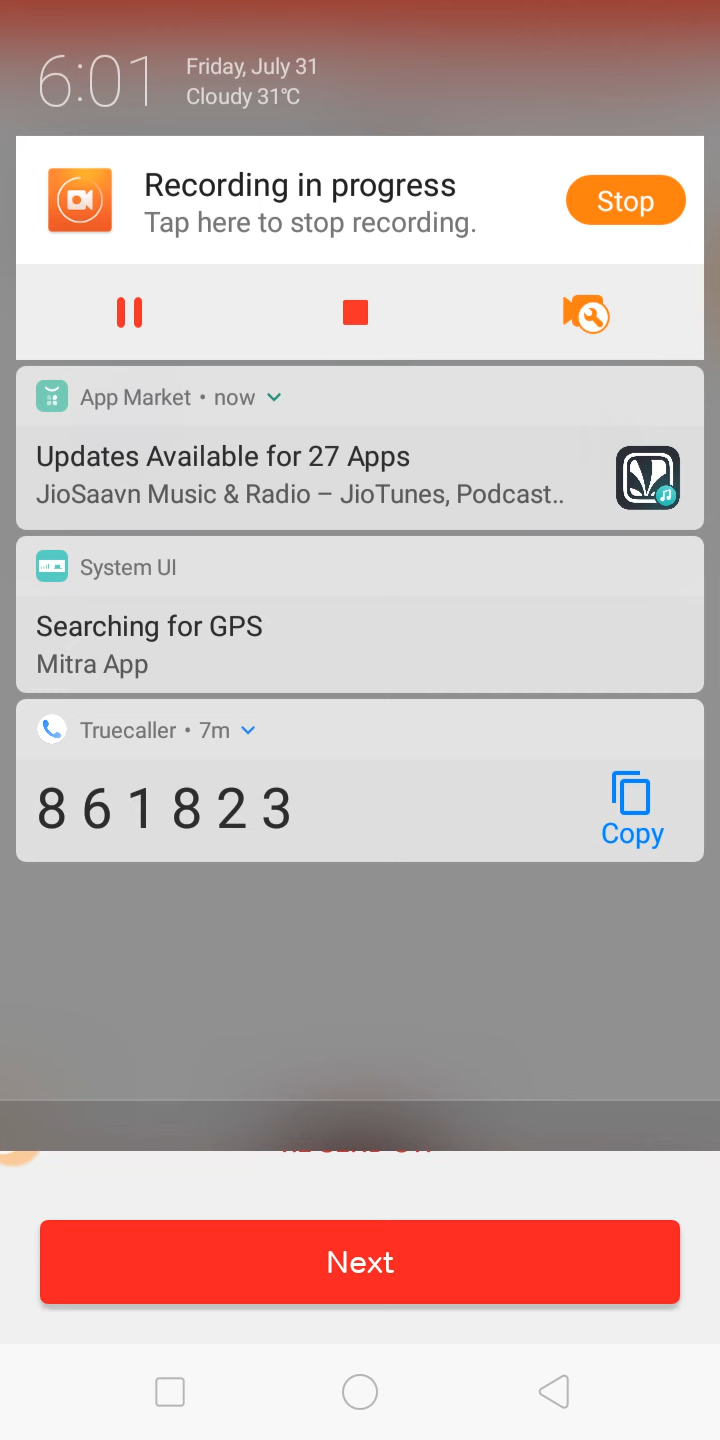 6:01
Friday, July 31
Cloudy 31℃
Recording in progress
Tap here to stop recording.
Stop
App Market • now
Updates Available for 27 Apps
JioSaavn Music & Radio – JioTunes, Podcast..
System UI
Searching for GPS
Mitra App
Truecaller • 7m
8 6 1 8 2 3
Copy
Next